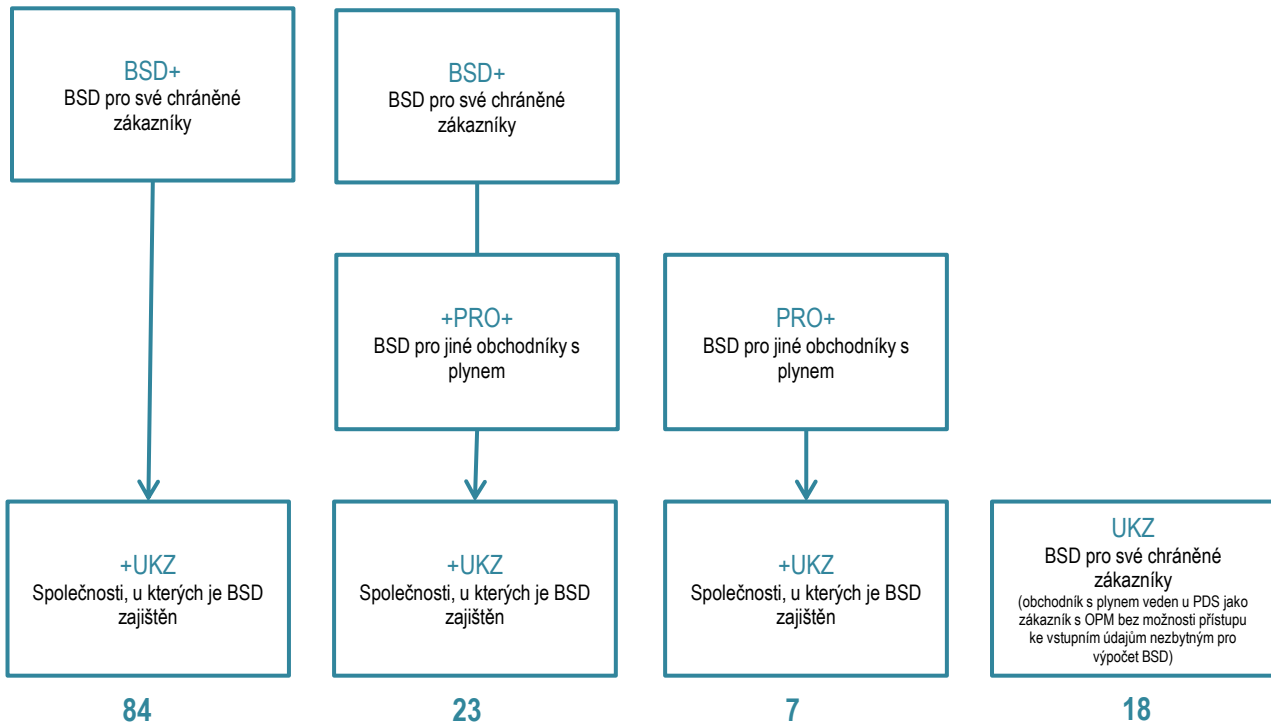 BSD+
BSD pro své chráněné
zákazníky
BSD+
BSD pro své chráněné
zákazníky
+PRO+
BSD pro jiné obchodníky s
plynem
PRO+
BSD pro jiné obchodníky s
plynem
+UKZ
Společnosti, u kterých je BSD
zajištěn
+UKZ
Společnosti, u kterých je BSD
zajištěn
+UKZ
Společnosti, u kterých je BSD
zajištěn
UKZ
BSD pro své chráněné
zákazníky
(obchodník s plynem veden u PDS jako
zákazník s OPM bez možnosti přístupu
ke vstupním údajům nezbytným pro
výpočet BSD)
84
23
7
18